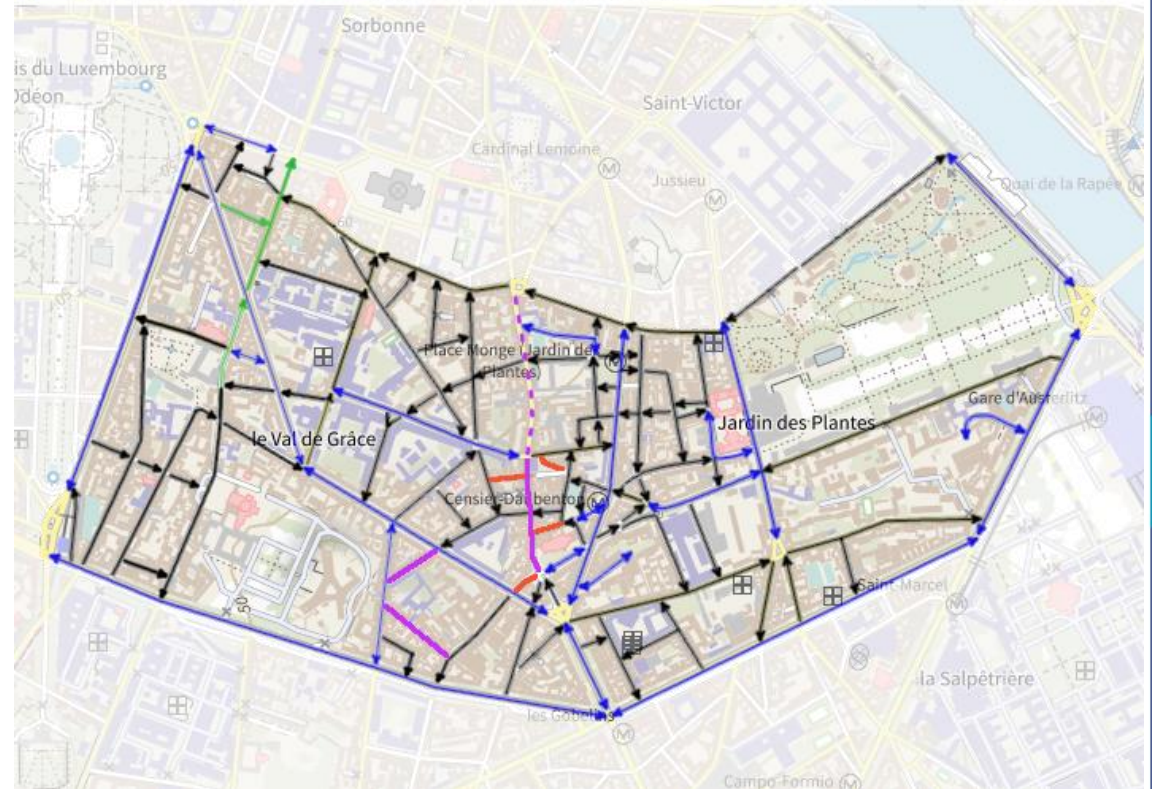 Sorbonne
is du Luxembourg
Odéon
Saint-Victor
Cardinal Lemoine
M
Jussieu
M
Quai de la Rapée
M
60
Place Monge (Jardin des
Plantes)
M
Gare d'Austerlitz
M
Jardin des Plantes
le Val de Grâce
Censier-Daubenton
M
Saint-Marcel
M
50
la Salpêtrière
les Gobelins
M
Campo-Formio
M